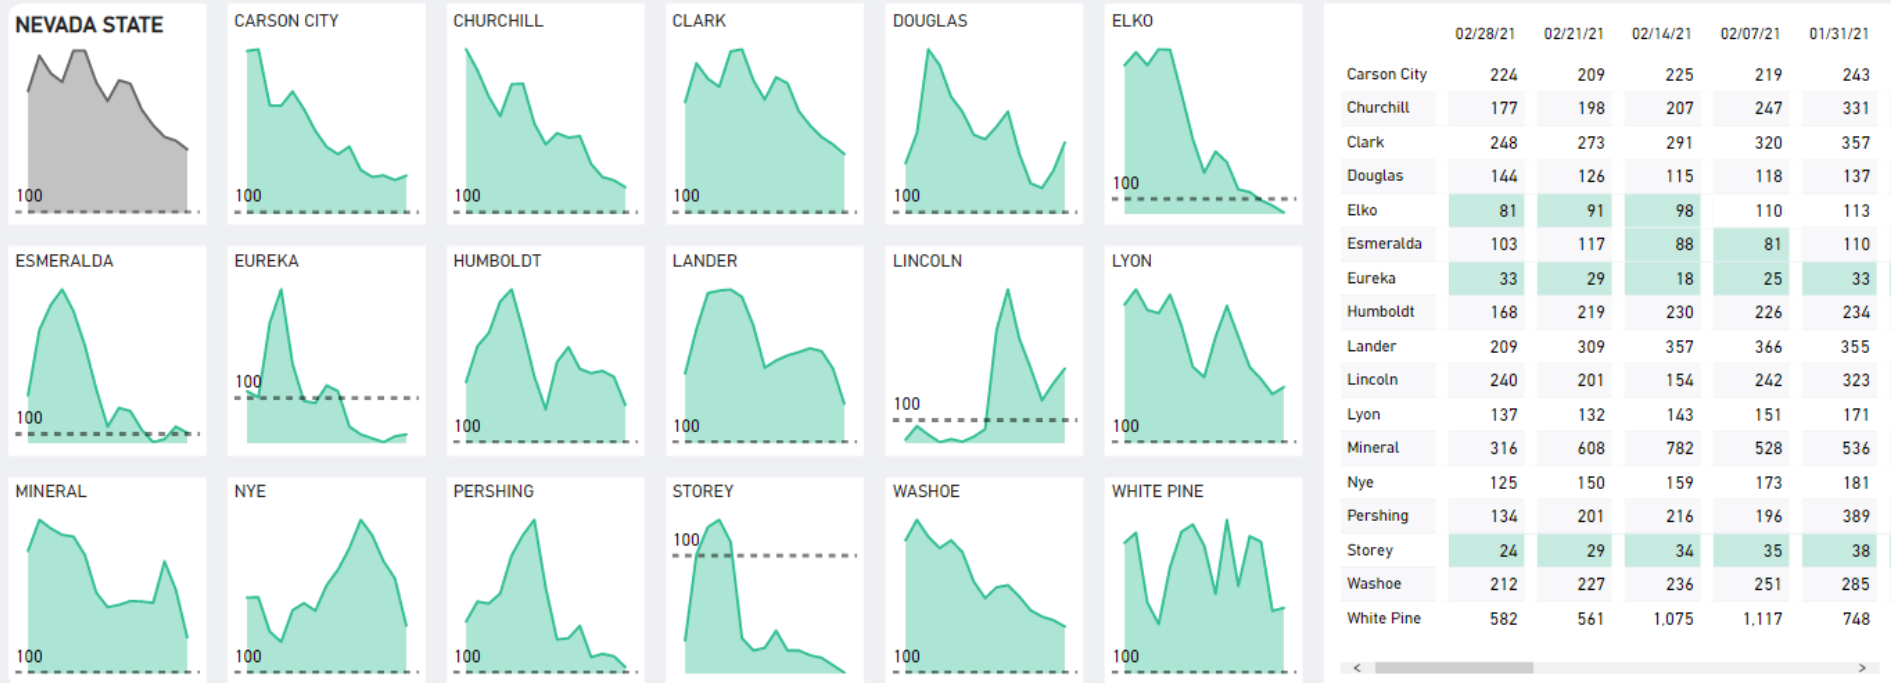 NEVADA STATE
100
CARSON CITY
100
CHURCHILL
100
CLARK
100
DOUGLAS
100
ELKO
100
ESMERALDA
100
EUREKA
100
HUMBOLDT
100
LANDER
100
LINCOLN
100
LYON
100
MINERAL
100
NYE
100
PERSHING
100
STOREY
100
WASHOE
100
WHITE PINE
100
02/28/21 02/21/21 02/14/21 02/07/21 01/31/21
Carson City 224 209 225 219 243
Churchill 177 198 207 247 331
Clark 248 273 291 320 357
Douglas 144 126 115 118 137
Elko 81 91 98 110 113
Esmeralda 103 117 88 81 110
Eureka 33 29 18 25 33
Humboldt 168 219 230 226 234
Lander 209 309 357 366 355
Lincoln 240 201 154 242 323
Lyon 137 132 143 151 171
Mineral 316 608 782 528 536
Nye 125 150 159 173 181
Pershing 134 201 216 196 389
Storey 24 29 34 35 38
Washoe 212 227 236 251 285
White Pine 582 561 1,075 1,117 748